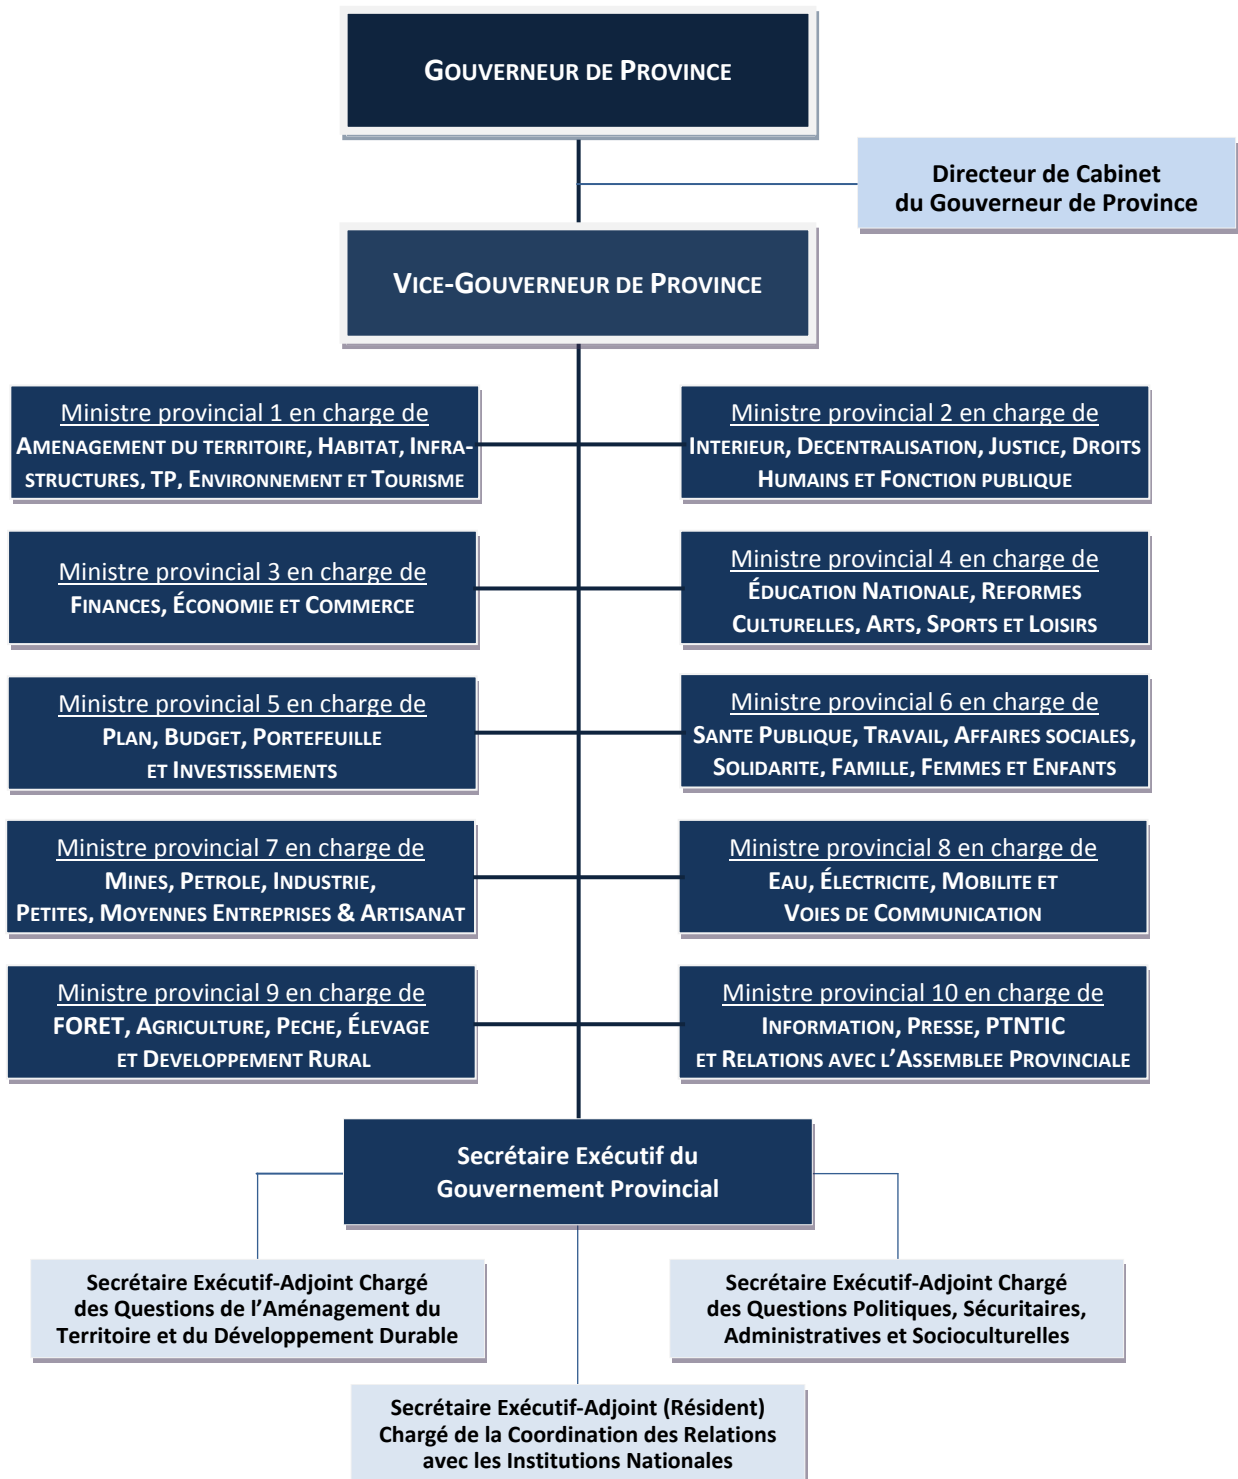 GOUVERNEUR DE PROVINCE
Directeur de Cabinet
du Gouverneur de Province
VICE-GOUVERNEUR DE PROVINCE
Ministre provincial 1 en charge de
AMENAGEMENT DU TERRITOIRE, HABITAT, INFRA-
STRUCTURES, TP, ENVIRONNEMENT ET TOURISME
Ministre provincial 2 en charge de
INTERIEUR, DECENTRALISATION, JUSTICE, DROITS
HUMAINS ET FONCTION PUBLIQUE
Ministre provincial 3 en charge de
FINANCES, ÉCONOMIE ET COMMERCE
Ministre provincial 4 en charge de
ÉDUCATION NATIONALE, REFORMES
CULTURELLES, ARTS, SPORTS ET LOISIRS
Ministre provincial 5 en charge de
PLAN, BUDGET, PORTEFEUILLE
ET INVESTISSEMENTS
Ministre provincial 6 en charge de
SANTE PUBLIQUE, TRAVAIL, AFFAIRES SOCIALES,
SOLIDARITE, FAMILLE, FEMMES ET ENFANTS
Ministre provincial 7 en charge de
MINES, PETROLE, INDUSTRIE,
PETITES, MOYENNES ENTREPRISES & ARTISANAT
Ministre provincial 8 en charge de
EAU, ÉLECTRICITE, MOBILITE ET
VOIES DE COMMUNICATION
Ministre provincial 9 en charge de
FORET, AGRICULTURE, PECHE, ÉLEVAGE
ET DEVELOPPEMENT RURAL
Ministre provincial 10 en charge de
INFORMATION, PRESSE, PTNTIC
ET RELATIONS AVEC L'ASSEMBLEE PROVINCIALE
Secrétaire Exécutif du
Gouvernement Provincial
Secrétaire Exécutif-Adjoint Chargé
des Questions de l'Aménagement du
Territoire et du Développement Durable
Secrétaire Exécutif-Adjoint Chargé
des Questions Politiques, Sécuritaires,
Administratives et Socioculturelles
Secrétaire Exécutif-Adjoint (Résident)
Chargé de la Coordination des Relations
avec les Institutions Nationales